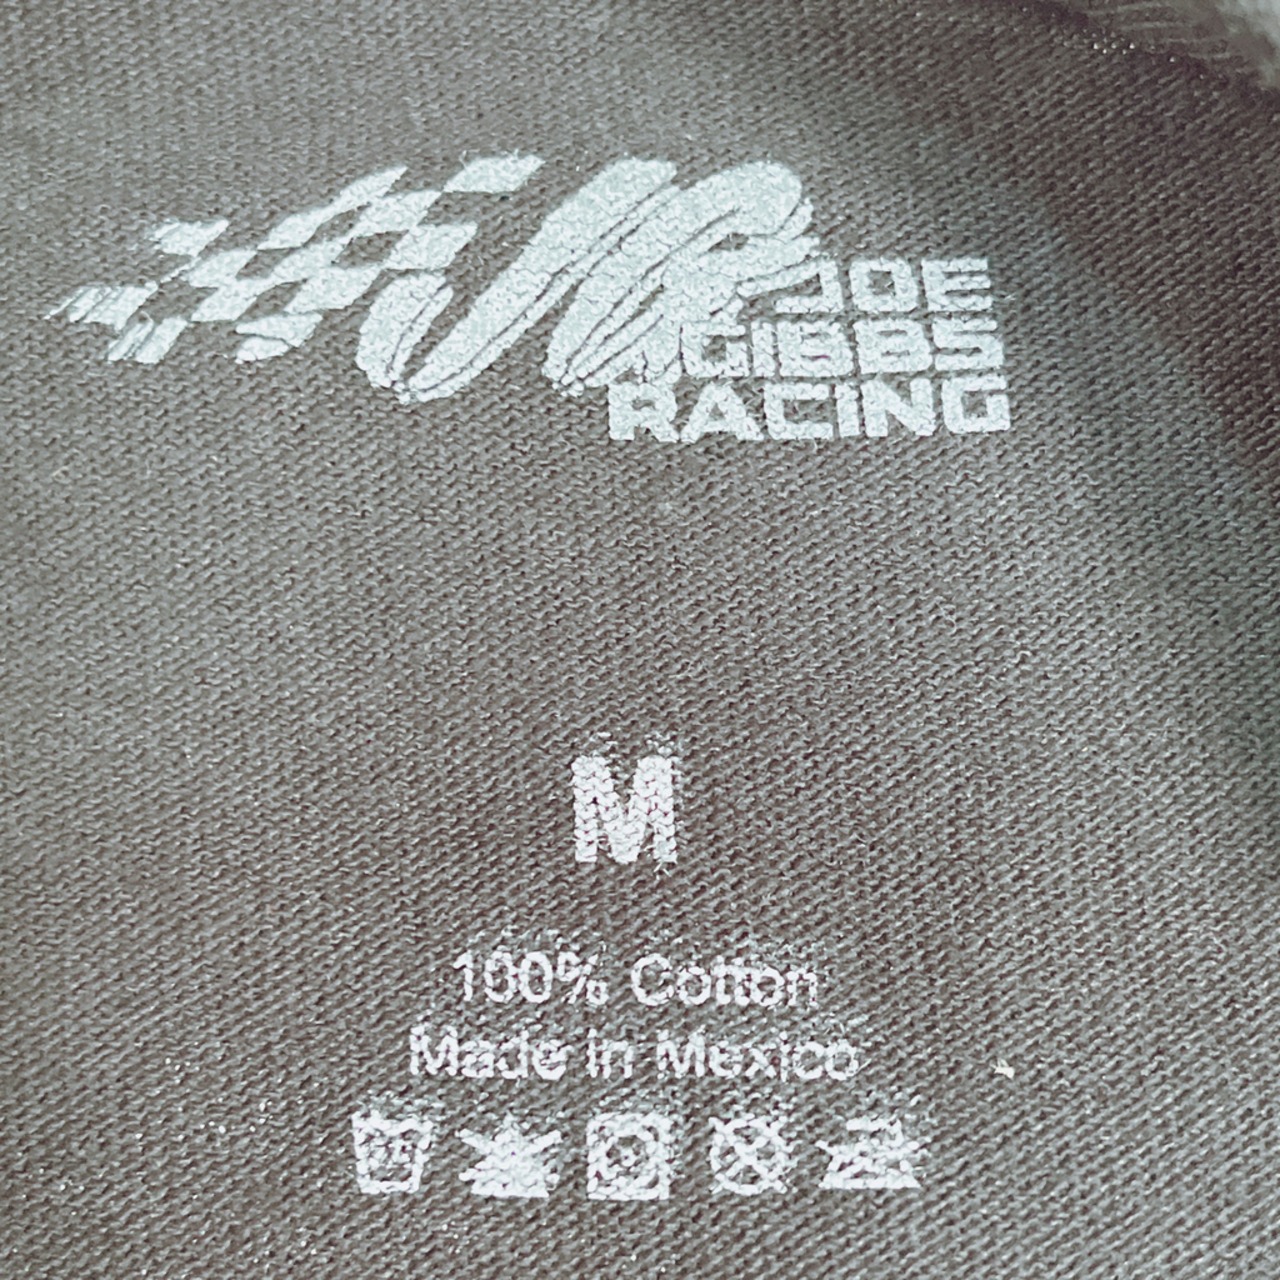 JOE
GIBBS
RACING
M
100% Cotton
Made in Mexico